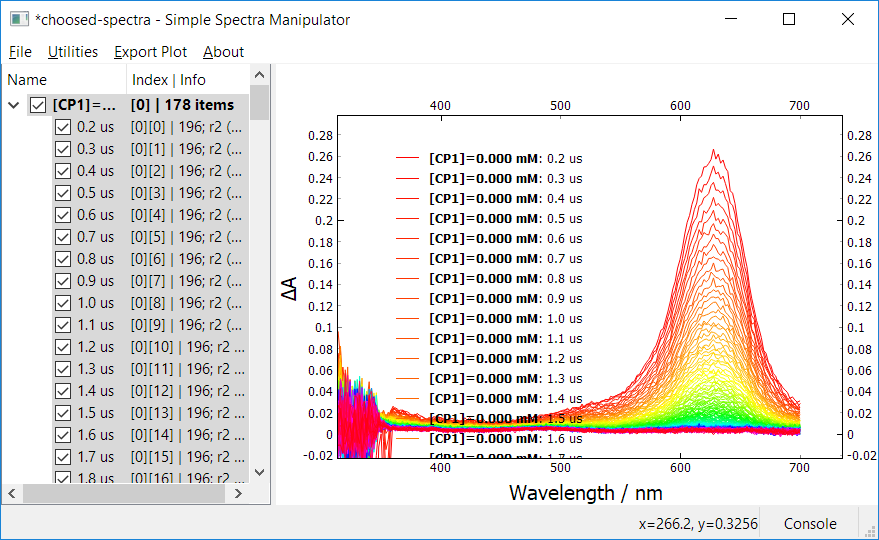 *choosed-spectra - Simple Spectra Manipulator
File Utilities Export Plot About
Name Index | Info
[CP1]=... [0] | 178 items
0.2 us [0][0] | 196; r2 (...
0.3 us [0][1] | 196; r2 (...
0.4 us [0][2] | 196; r2 (...
0.5 us [0][3] | 196; r2 (...
0.6 us [0][4] | 196; r2 (...
0.7 us [0][5] | 196; r2 (...
0.8 us [0][6] | 196; r2 (...
0.9 us [0][7] | 196; r2 (...
1.0 us [0][8] | 196; r2 (...
1.1 us [0][9] | 196; r2 (...
1.2 us [0][10] | 196; r2 ...
1.3 us [0][11] | 196; r2 ...
1.4 us [0][12] | 196; r2 ...
1.5 us [0][13] | 196; r2 ...
1.6 us [0][14] | 196; r2 ...
1.7 us [0][15] | 196; r2 ...
1.8 us [0][16] | 196; r2 ...
400 500 600 700
0.28 0.28
0.26 0.26
0.24 0.24
0.22 0.22
0.2 0.2
0.18 0.18
0.16 0.16
0.14 0.14
0.12 0.12
0.1 0.1
0.08 0.08
0.06 0.06
0.04 0.04
0.02 0.02
0 0
-0.02 -0.02
ΔA
[CP1]=0.000 mM: 0.2 us
[CP1]=0.000 mM: 0.3 us
[CP1]=0.000 mM: 0.4 us
[CP1]=0.000 mM: 0.5 us
[CP1]=0.000 mM: 0.6 us
[CP1]=0.000 mM: 0.7 us
[CP1]=0.000 mM: 0.8 us
[CP1]=0.000 mM: 0.9 us
[CP1]=0.000 mM: 1.0 us
[CP1]=0.000 mM: 1.1 us
[CP1]=0.000 mM: 1.2 us
[CP1]=0.000 mM: 1.3 us
[CP1]=0.000 mM: 1.4 us
[CP1]=0.000 mM: 1.5 us
[CP1]=0.000 mM: 1.6 us
[CP1]=0.000 mM: 1.7 us
400 500 600 700
Wavelength / nm
x=266.2, y=0.3256 Console